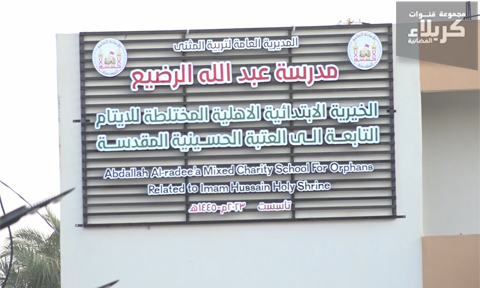 مجموعة قنوات
كربلاء
الفضائية
المديرية العامة لتربية المثنى
مدرسة عبد الله الرضيع
الخيرية الابتدائية الاهلية المختلطة للايتام
التابعة الى العتبة الحسينية المقدسة
Abdallah Al-radee'a Mixed Charity School For Orphans
Related to Imam Hussain Holy Shrine
تأسست ٢٠٢٣م-١٤٤٥هـ